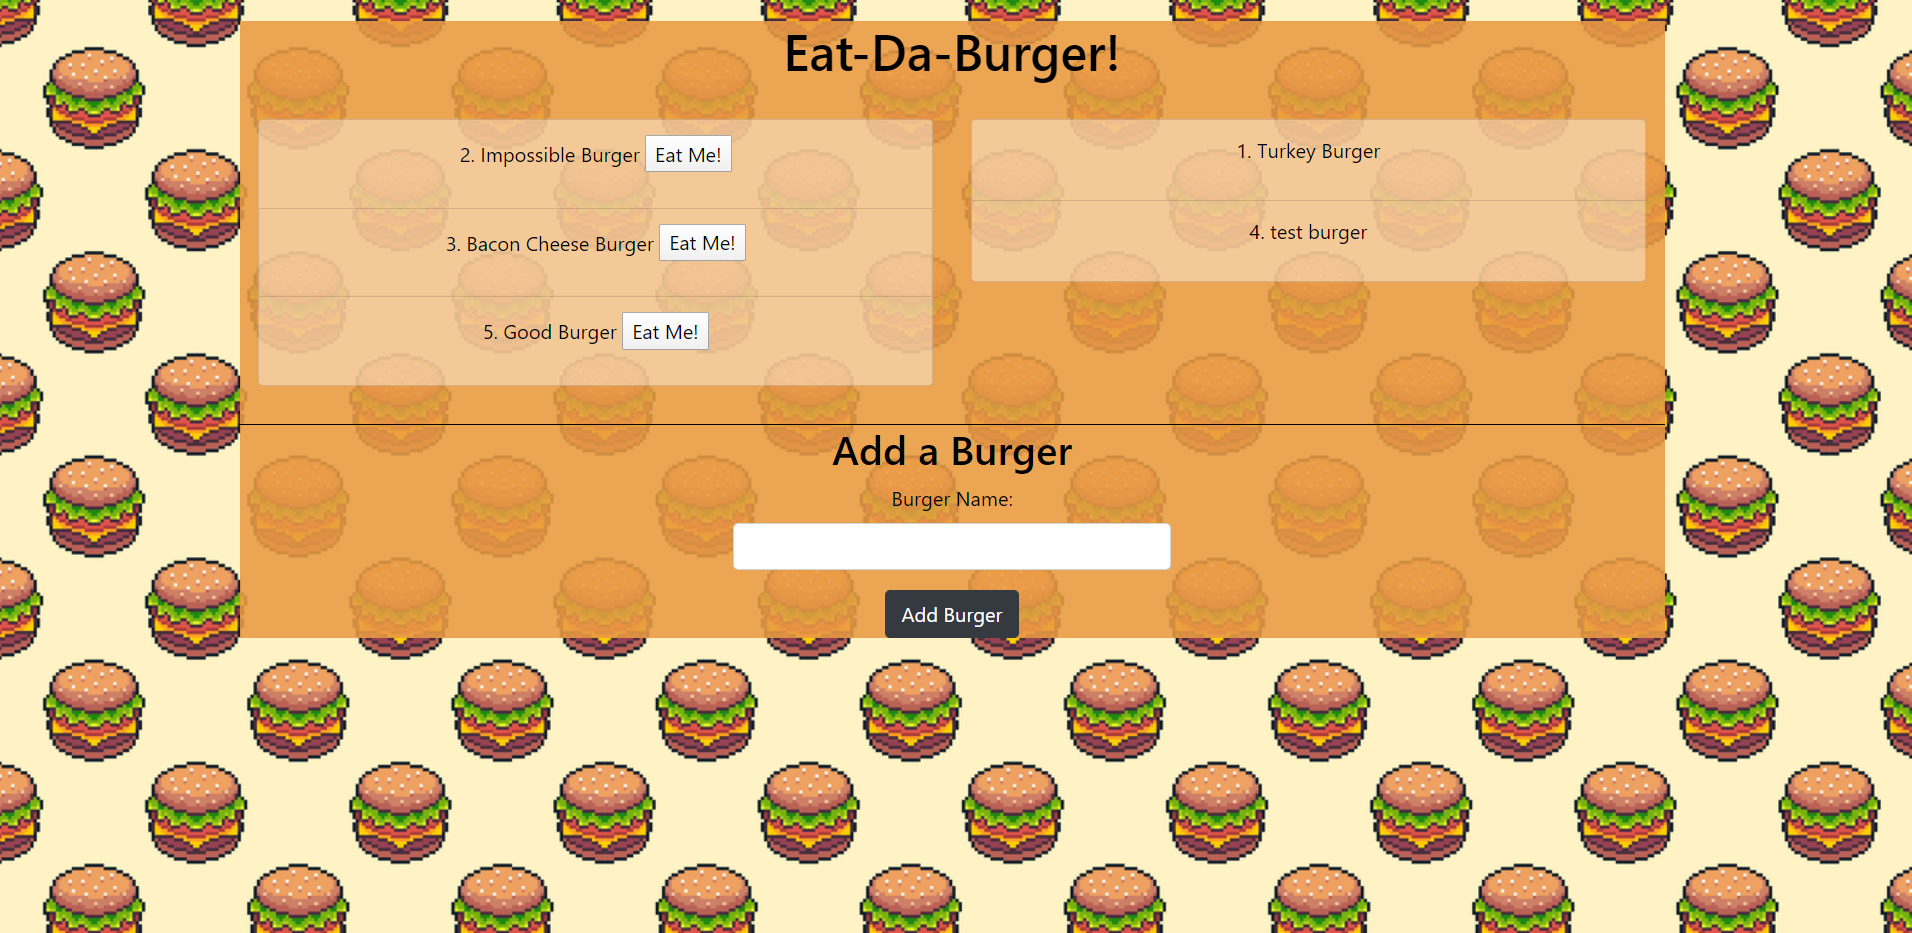 Eat-Da-Burger!
2. Impossible Burger Eat Me!
3. Bacon Cheese Burger Eat Me!
5. Good Burger Eat Me!
1. Turkey Burger
4. test burger
Add a Burger
Burger Name:
Add Burger